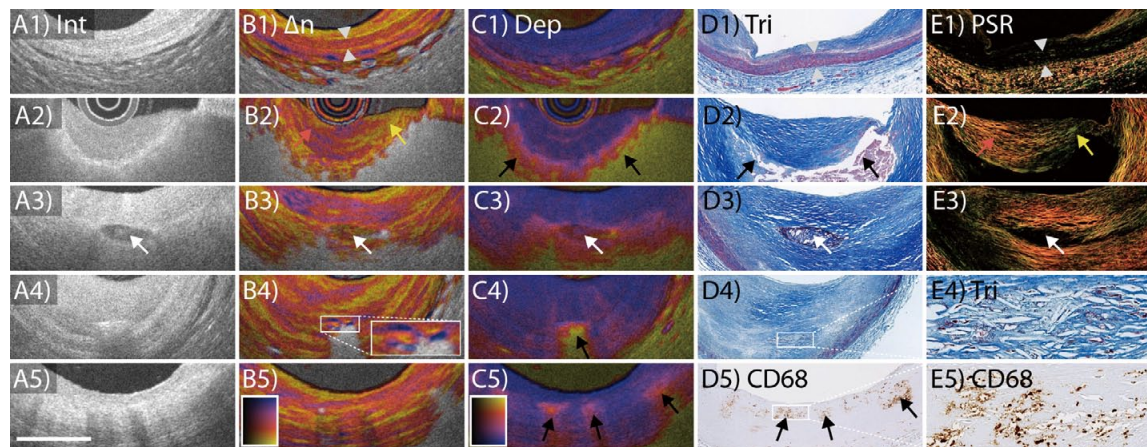 A1) Int B1) Δn C1) Dep D1) Tri E1) PSR
A2) B2) C2) D2) E2)
A3) B3) C3) D3) E3)
A4) B4) C4) D4) E4) Tri
A5) B5) C5) D5) CD68 E5) CD68